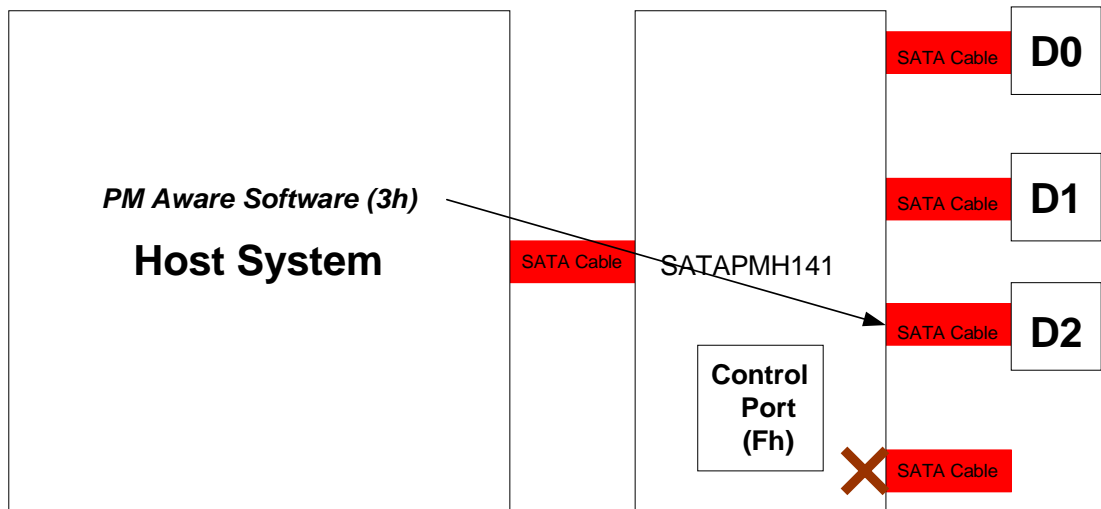 PM Aware Software (3h)
Host System
SATA Cable
SATAPMH141
Control
Port
(Fh)
SATA Cable
D0
SATA Cable
D1
SATA Cable
D2
SATA Cable